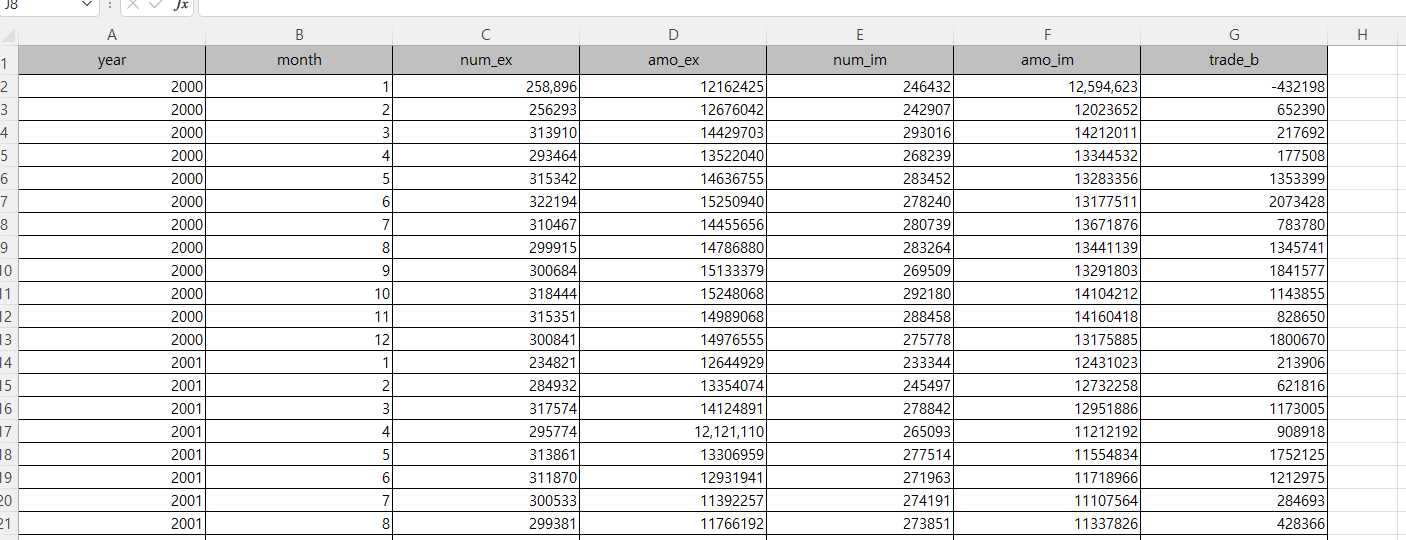 J8 fx
A B C D E F G H
1 year month num_ex amo_ex num_im amo_im trade_b
2 2000 1 258,896 12162425 246432 12,594,623 -432198
3 2000 2 256293 12676042 242907 12023652 652390
4 2000 3 313910 14429703 293016 14212011 217692
5 2000 4 293464 13522040 268239 13344532 177508
6 2000 5 315342 14636755 283452 13283356 1353399
7 2000 6 322194 15250940 278240 13177511 2073428
8 2000 7 310467 14455656 280739 13671876 783780
9 2000 8 299915 14786880 283264 13441139 1345741
10 2000 9 300684 15133379 269509 13291803 1841577
11 2000 10 318444 15248068 292180 14104212 1143855
12 2000 11 315351 14989068 288458 14160418 828650
13 2000 12 300841 14976555 275778 13175885 1800670
14 2001 1 234821 12644929 233344 12431023 213906
15 2001 2 284932 13354074 245497 12732258 621816
16 2001 3 317574 14124891 278842 12951886 1173005
17 2001 4 295774 12,121,110 265093 11212192 908918
18 2001 5 313861 13306959 277514 11554834 1752125
19 2001 6 311870 12931941 271963 11718966 1212975
20 2001 7 300533 11392257 274191 11107564 284693
21 2001 8 299381 11766192 273851 11337826 428366